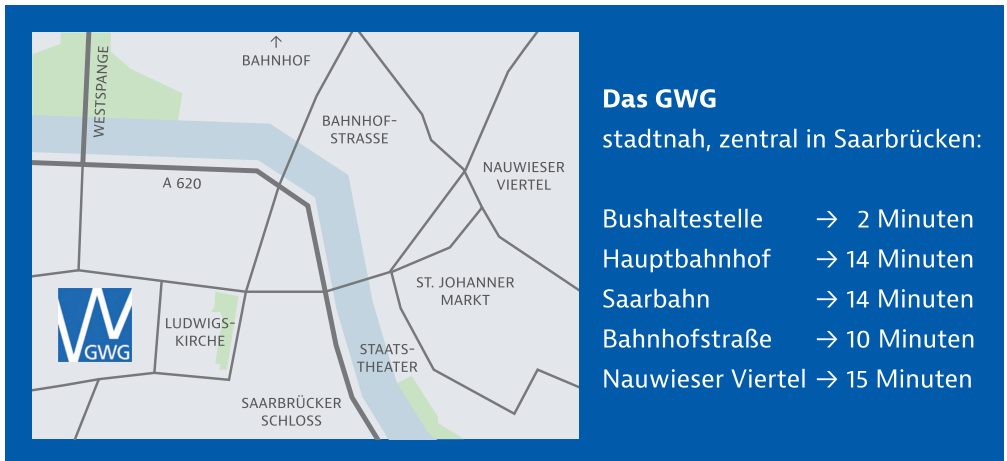 WESTSPANGE
↑
BAHNHOF
BAHNHOF-
STRASSE
NAUWIESER
VIERTEL
A 620
ST. JOHANNER
MARKT
GWG
LUDWIGS-
KIRCHE
STAATS-
THEATER
SAARBRÜCKER
SCHLOSS
Das GWG
stadtnah, zentral in Saarbrücken:
Bushaltestelle → 2 Minuten
Hauptbahnhof → 14 Minuten
Saarbahn → 14 Minuten
Bahnhofstraße → 10 Minuten
Nauwieser Viertel → 15 Minuten